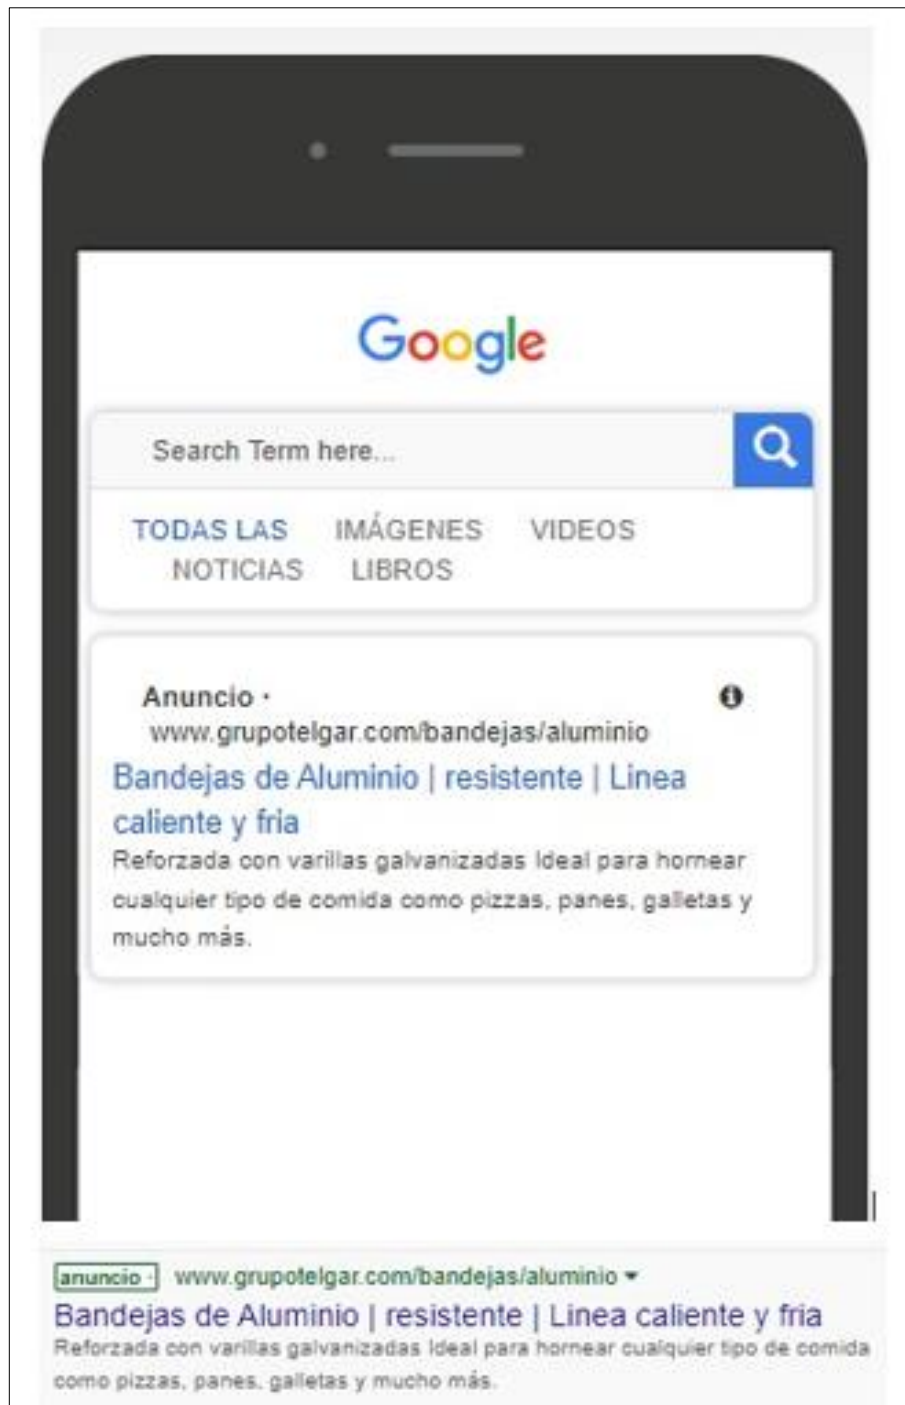 Google
Search Term here...
TODAS LAS IMÁGENES VIDEOS
NOTICIAS LIBROS
Anuncio ·
www.grupotelgar.com/bandejas/aluminio
Bandejas de Aluminio | resistente | Linea
caliente y fria
Reforzada con varillas galvanizadas Ideal para hornear
cualquier tipo de comida como pizzas, panes, galletas y
mucho más.
anuncio · www.grupotelgar.com/bandejas/aluminio
Bandejas de Aluminio | resistente | Linea caliente y fria
Reforzada con varillas galvanizadas Ideal para hornear cualquier tipo de comida
como pizzas, panes, galletas y mucho más.